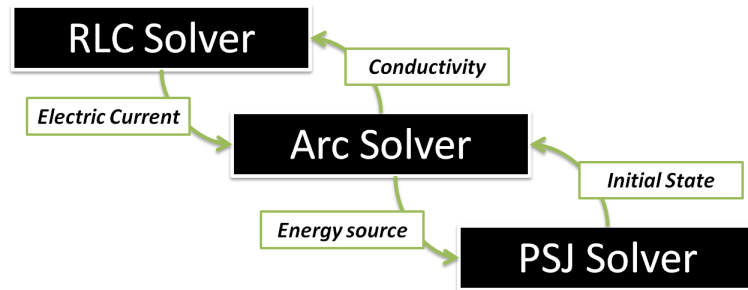 RLC Solver
Conductivity
Electric Current
Arc Solver
Initial State
Energy source
PSJ Solver